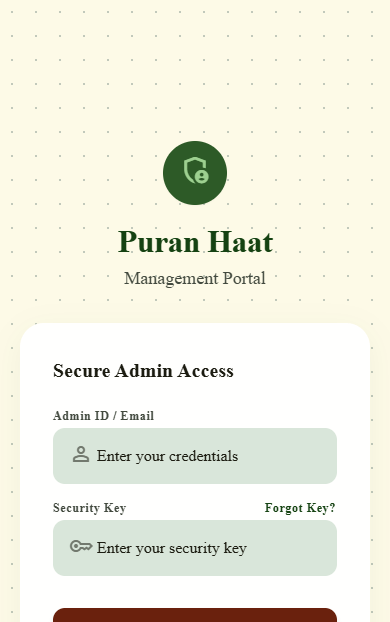 Puran Haat
Management Portal
Secure Admin Access
Admin ID / Email
Enter your credentials
Security Key Forgot Key?
Enter your security key